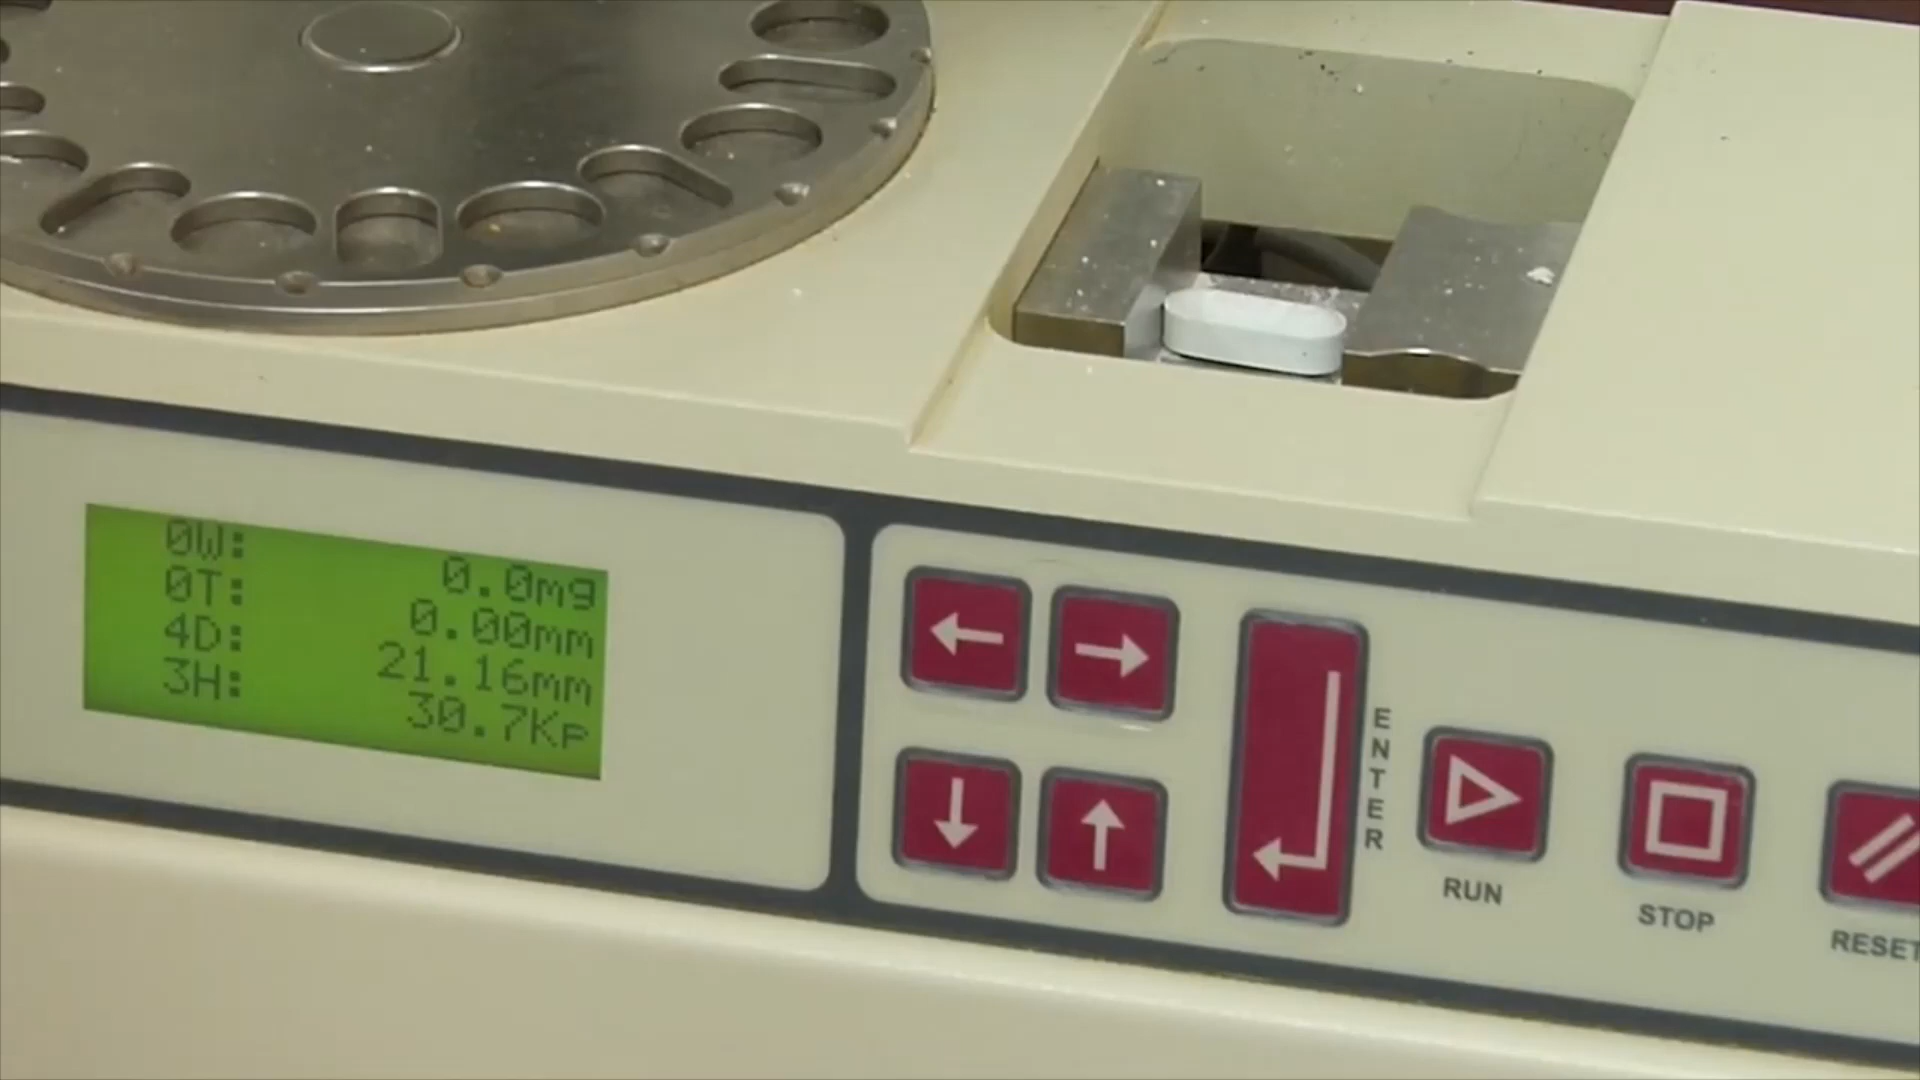 0W: 0.0mg
0T: 0.00mm
4D: 21.16mm
3H: 30.7Kp
ENTER
RUN
STOP
RESET